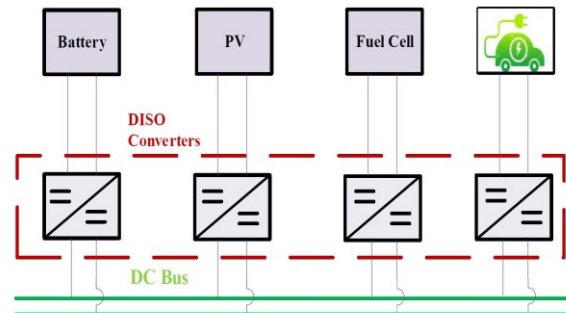 Battery
PV
Fuel Cell
DISO
Converters
DC Bus